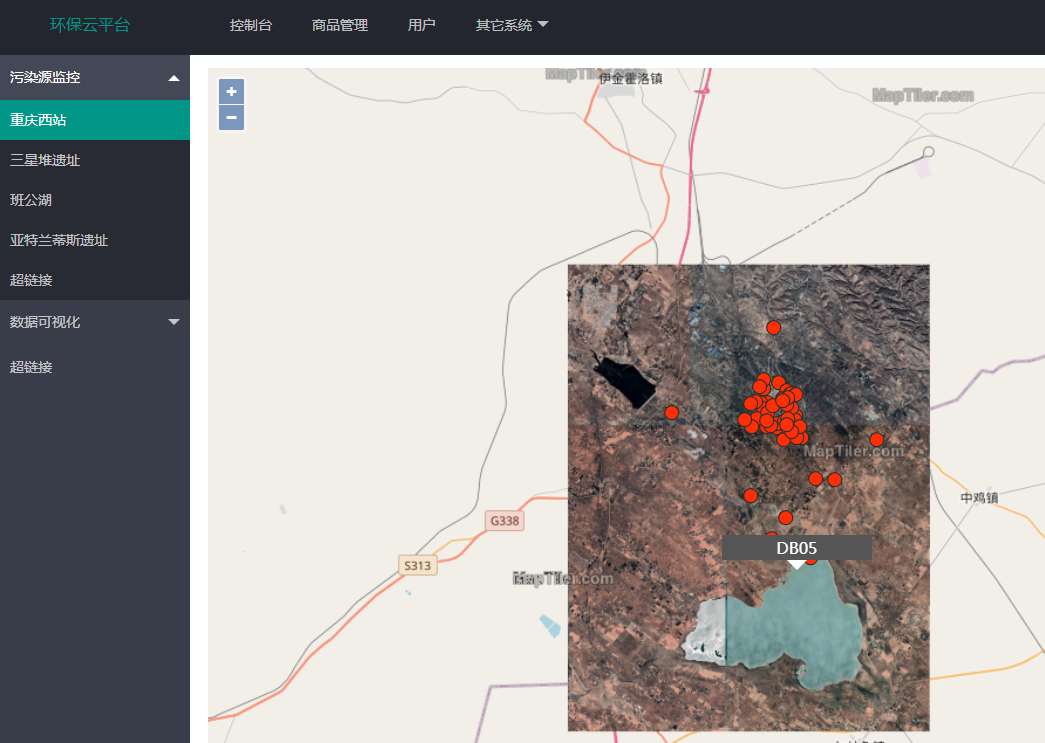 环保云平台
控制台
商品管理
用户
其它系统
污染源监控
重庆西站
三星堆遗址
班公湖
亚特兰蒂斯遗址
超链接
数据可视化
超链接
+
−
MapTiler.com
伊金霍洛镇
MapTiler.com
MapTiler.com
中鸡镇
G338
DB05
S313
MapTiler.com